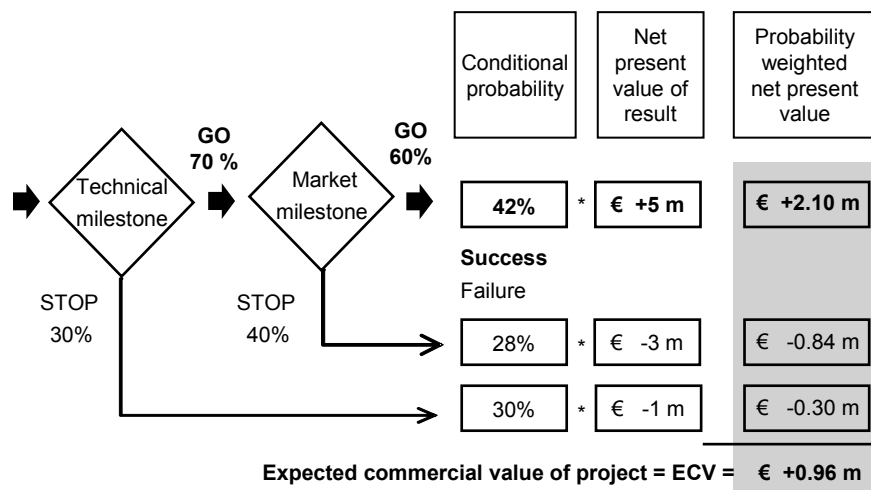 Conditional
probability
Net
present
value of
result
Probability
weighted
net present
value
GO
70 %
GO
60%
Technical
milestone
Market
milestone
42% * € +5 m € +2.10 m
Success
Failure
STOP
30%
STOP
40%
28% * € -3 m € -0.84 m
30% * € -1 m € -0.30 m
Expected commercial value of project = ECV = € +0.96 m